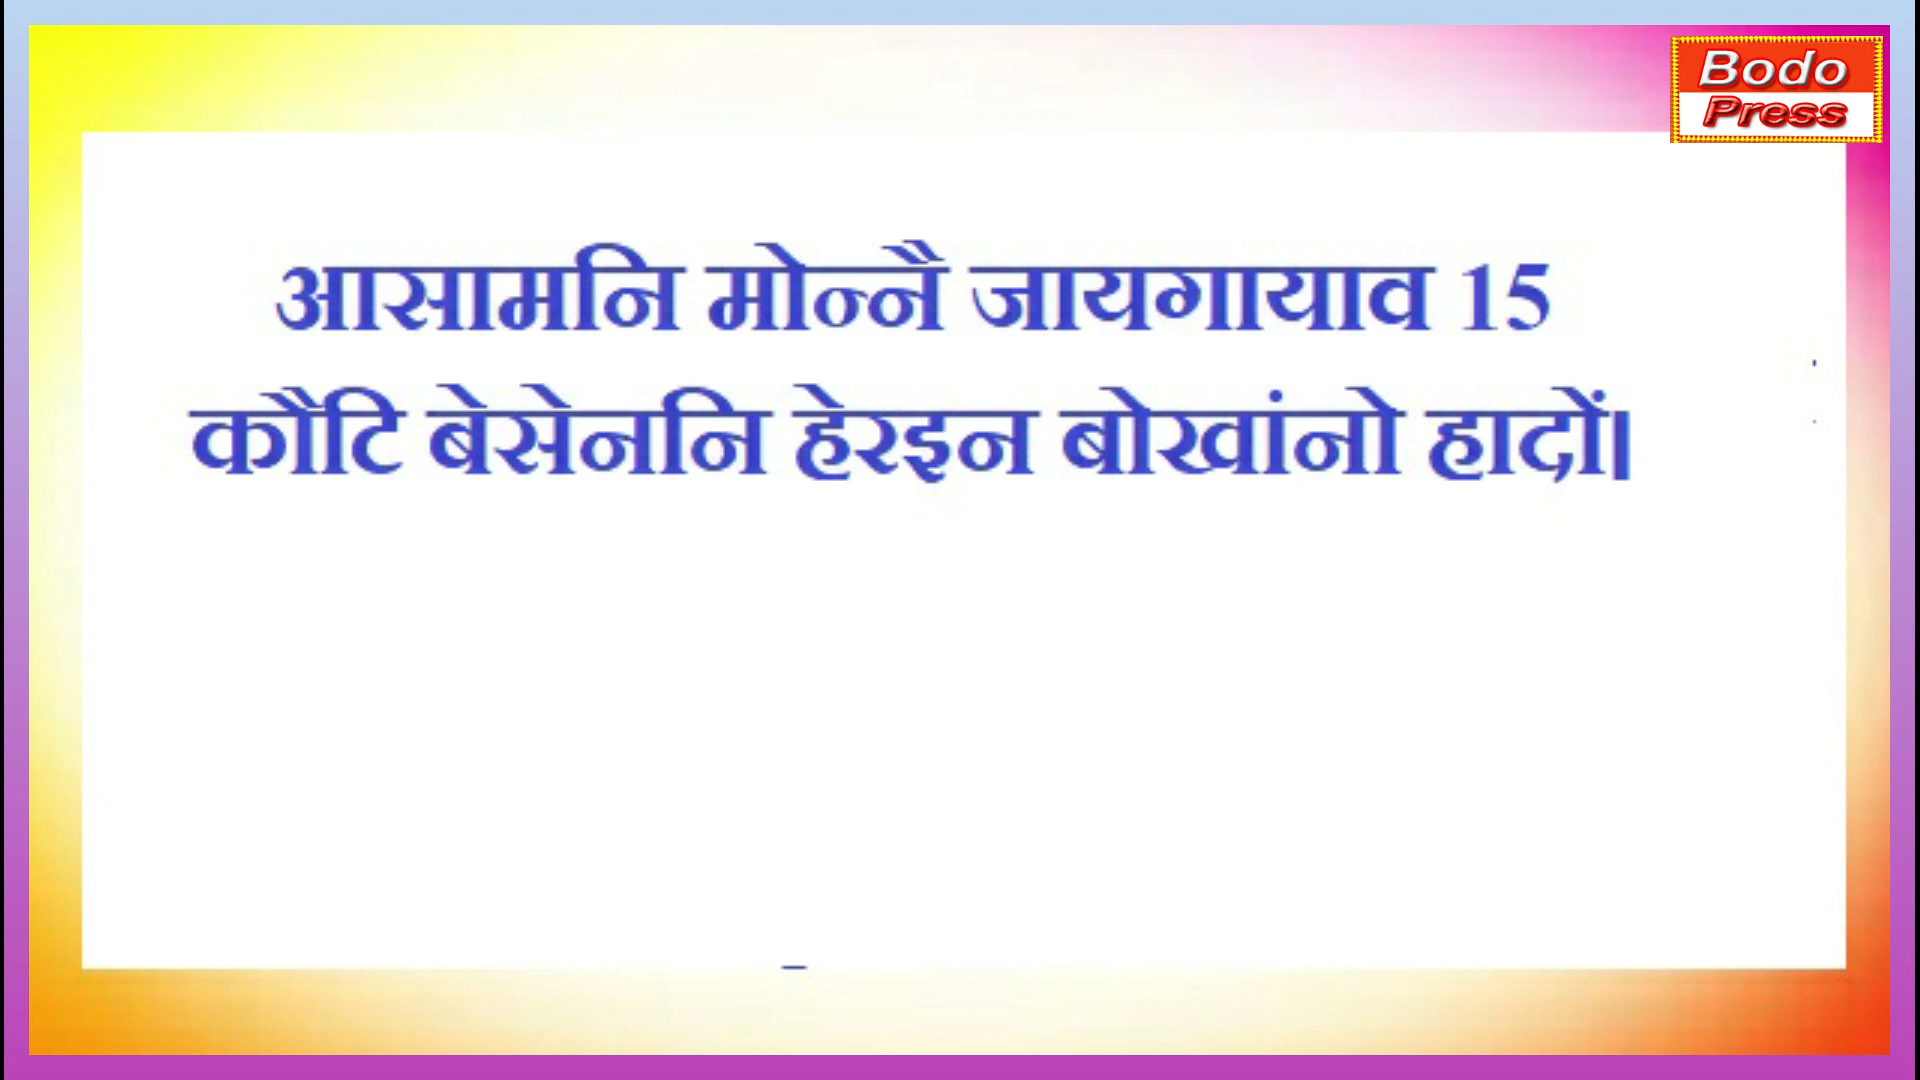 Bodo
Press
आसामनि मोन्नै जायगायाव 15
कौटि बेसेननि हेरइन बोखांनो हादों।